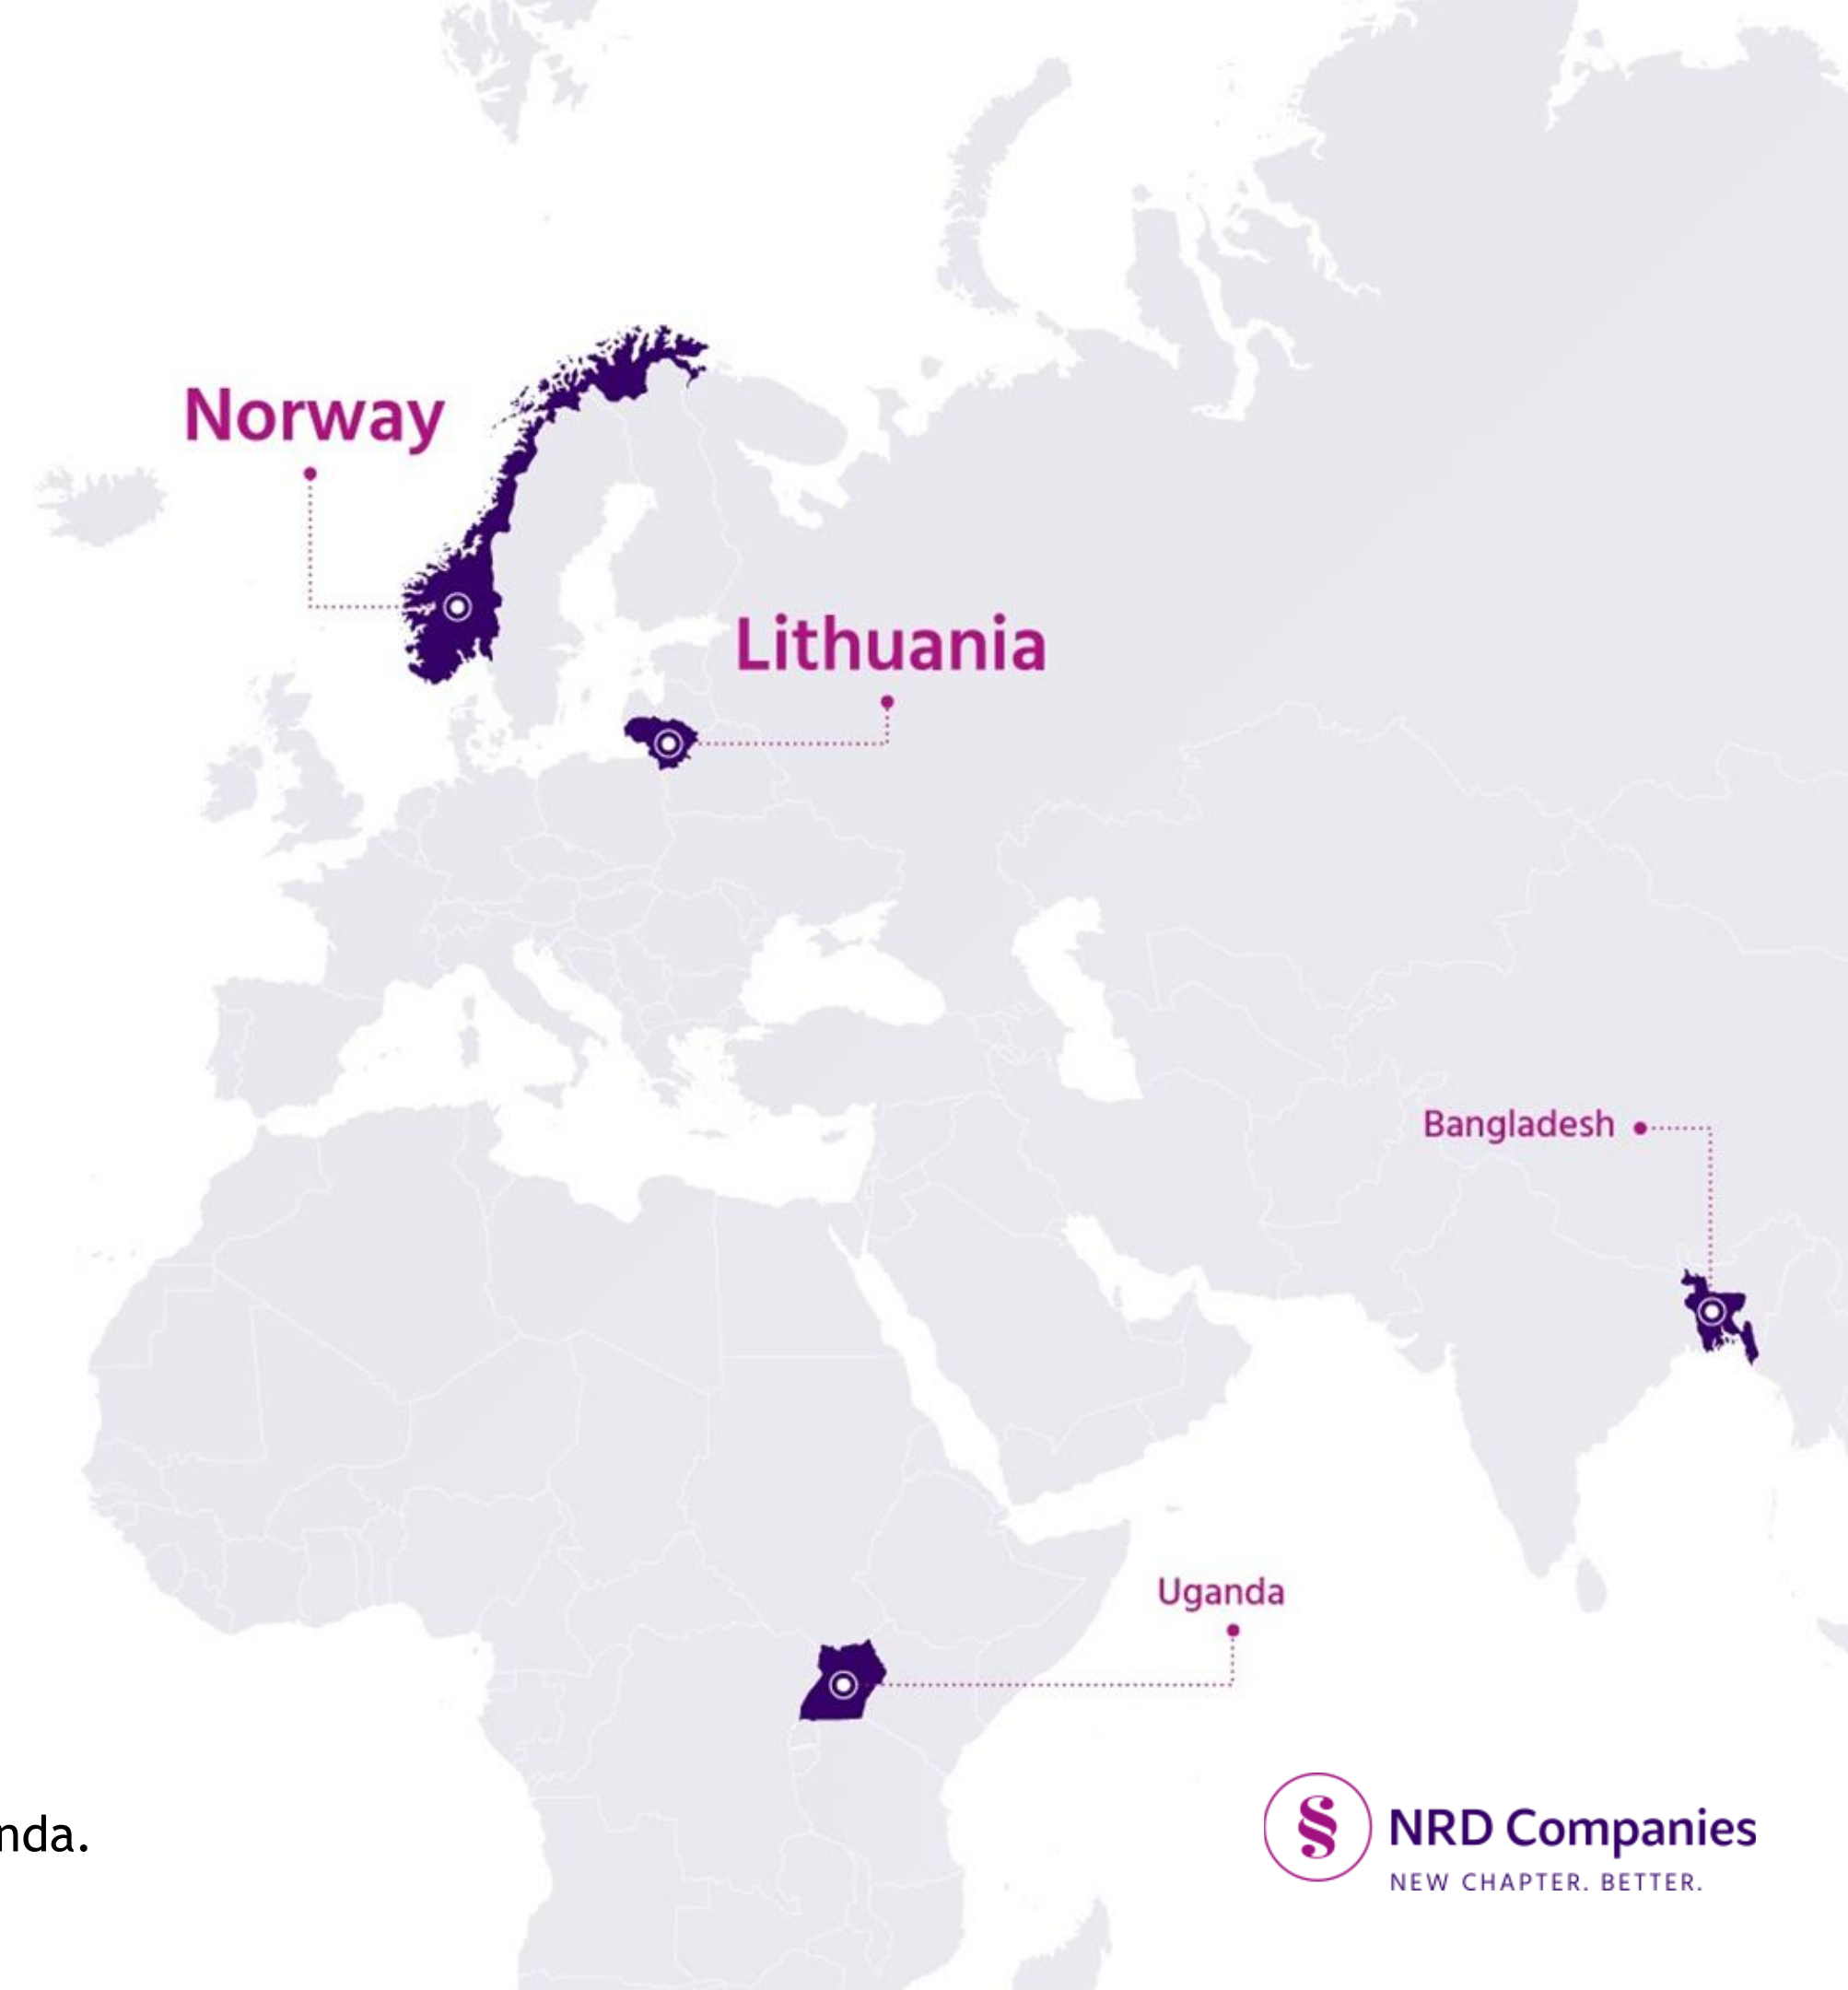 Norway
Lithuania
Bangladesh
Uganda
nda.
§ NRD Companies
NEW CHAPTER. BETTER.